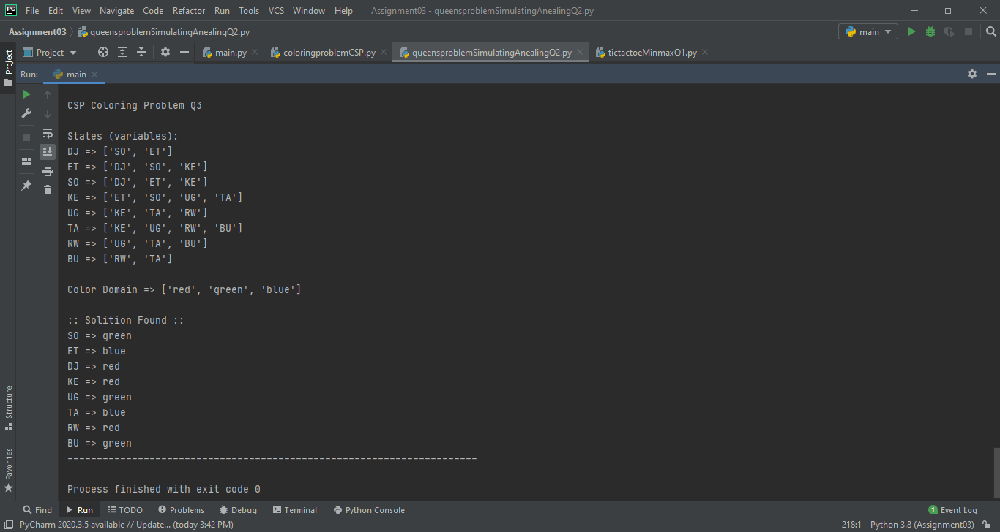 PC File Edit View Navigate Code Refactor Run Tools VCS Window Help Assignment03 - queensproblemSimulatingAnealingQ2.py
Assignment03 queensproblemSimulatingAnealingQ2.py main
Project Project main.py coloringproblemCSP.py queensproblemSimulatingAnealingQ2.py tictactoeMinmaxQ1.py
Run: main
CSP Coloring Problem Q3
States (variables):
DJ => ['SO', 'ET']
ET => ['DJ', 'SO', 'KE']
SO => ['DJ', 'ET', 'KE']
KE => ['ET', 'SO', 'UG', 'TA']
UG => ['KE', 'TA', 'RW']
TA => ['KE', 'UG', 'RW', 'BU']
RW => ['UG', 'TA', 'BU']
BU => ['RW', 'TA']
Color Domain => ['red', 'green', 'blue']
:: Solition Found ::
SO => green
ET => blue
DJ => red
KE => red
UG => green
TA => blue
RW => red
BU => green
----------------------------------------------------------------------
Process finished with exit code 0
Structure
Favorites
Find Run TODO Problems Debug Terminal Python Console 1 Event Log
PyCharm 2020.3.5 available // Update... (today 3:42 PM) 218:1 Python 3.8 (Assignment03)